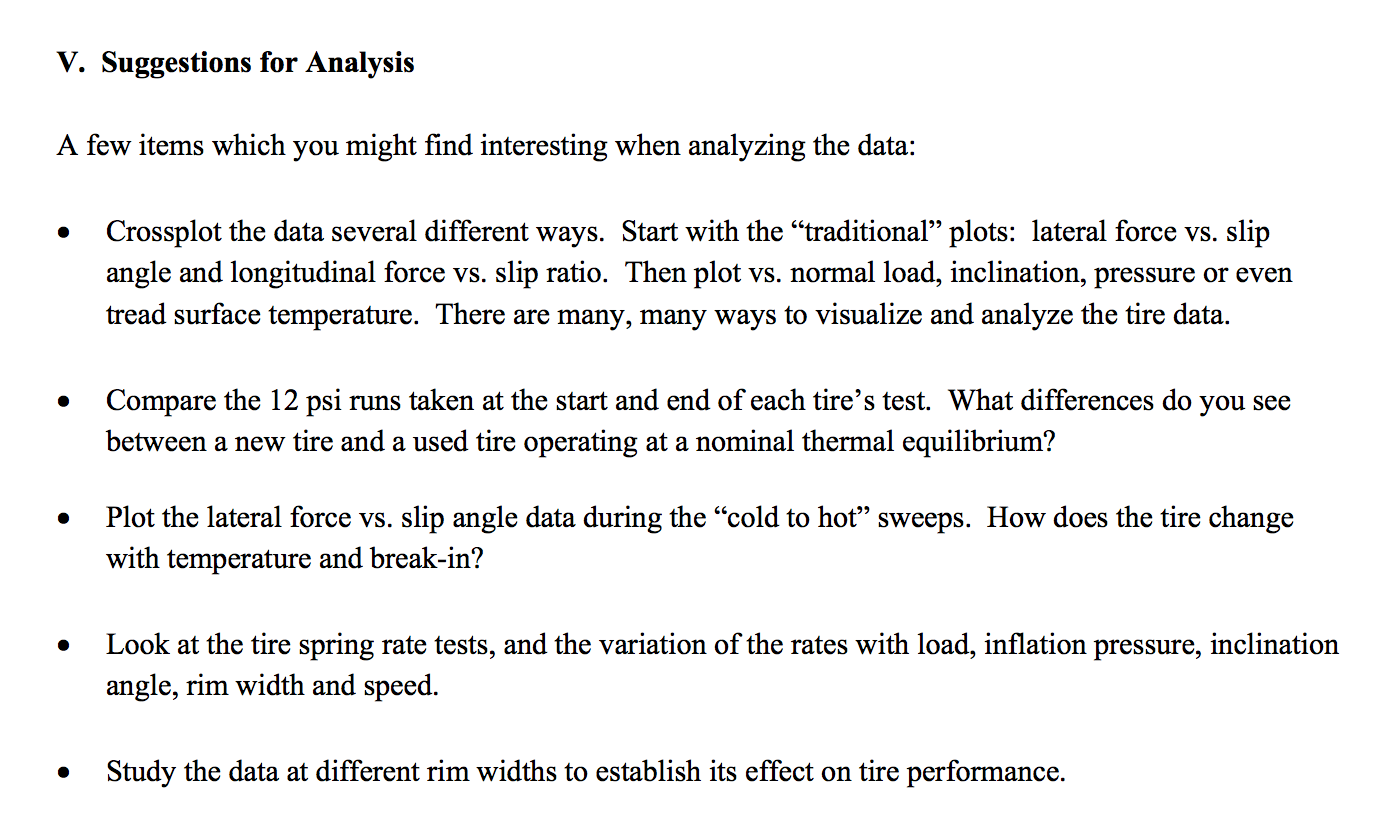 V. Suggestions for Analysis
A few items which you might find interesting when analyzing the data:
• Crossplot the data several different ways. Start with the “traditional” plots: lateral force vs. slip
angle and longitudinal force vs. slip ratio. Then plot vs. normal load, inclination, pressure or even
tread surface temperature. There are many, many ways to visualize and analyze the tire data.
• Compare the 12 psi runs taken at the start and end of each tire’s test. What differences do you see
between a new tire and a used tire operating at a nominal thermal equilibrium?
• Plot the lateral force vs. slip angle data during the “cold to hot” sweeps. How does the tire change
with temperature and break-in?
• Look at the tire spring rate tests, and the variation of the rates with load, inflation pressure, inclination
angle, rim width and speed.
• Study the data at different rim widths to establish its effect on tire performance.